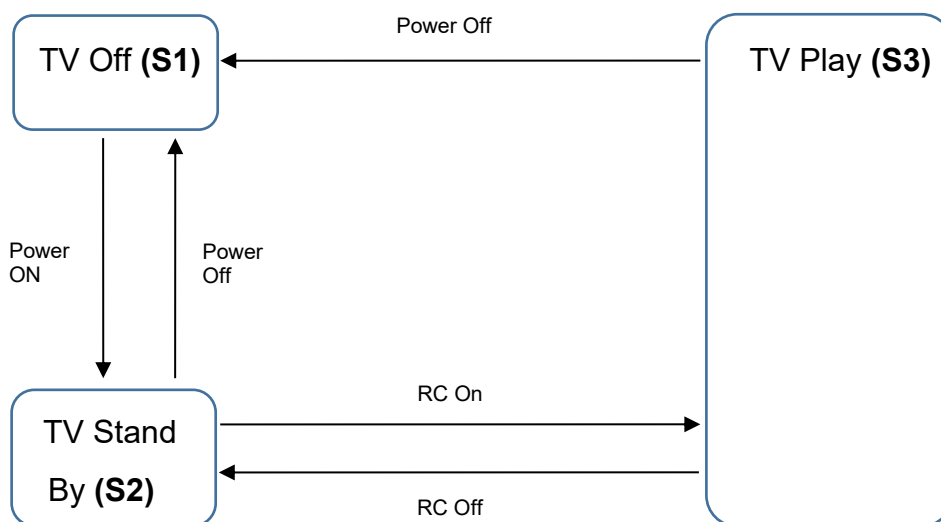 Power Off
TV Off (S1)
TV Play (S3)
Power
ON
Power
Off
RC On
TV Stand
By (S2)
RC Off